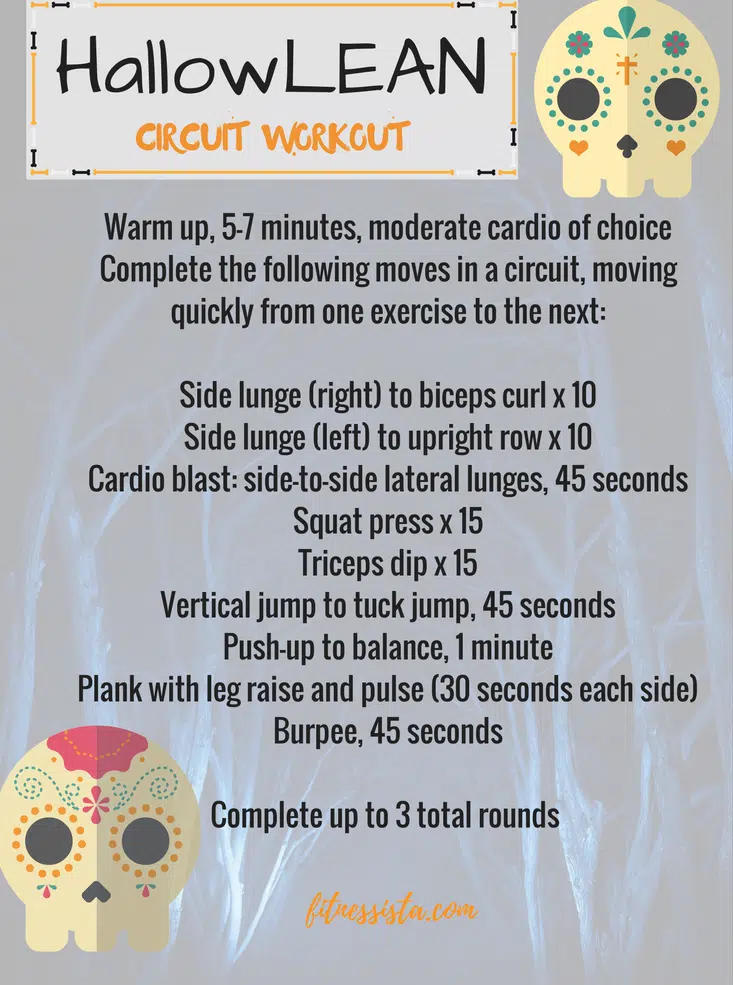 HallowLEAN
CIRCUIT WORKOUT
Warm up, 5-7 minutes, moderate cardio of choice
Complete the following moves in a circuit, moving
quickly from one exercise to the next:
Side lunge (right) to biceps curl x 10
Side lunge (left) to upright row x 10
Cardio blast: side-to-side lateral lunges, 45 seconds
Squat press x 15
Triceps dip x 15
Vertical jump to tuck jump, 45 seconds
Push-up to balance, 1 minute
Plank with leg raise and pulse (30 seconds each side)
Burpee, 45 seconds
Complete up to 3 total rounds
fitnessista.com